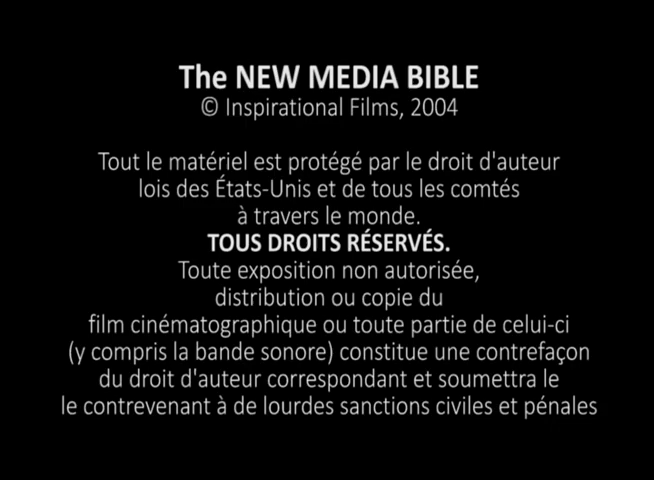 The NEW MEDIA BIBLE
© Inspirational Films, 2004
Tout le matériel est protégé par le droit d'auteur
lois des États-Unis et de tous les comtés
à travers le monde.
TOUS DROITS RÉSERVÉS.
Toute exposition non autorisée,
distribution ou copie du
film cinématographique ou toute partie de celui-ci
(y compris la bande sonore) constitue une contrefaçon
du droit d'auteur correspondant et soumettra le
le contrevenant à de lourdes sanctions civiles et pénales